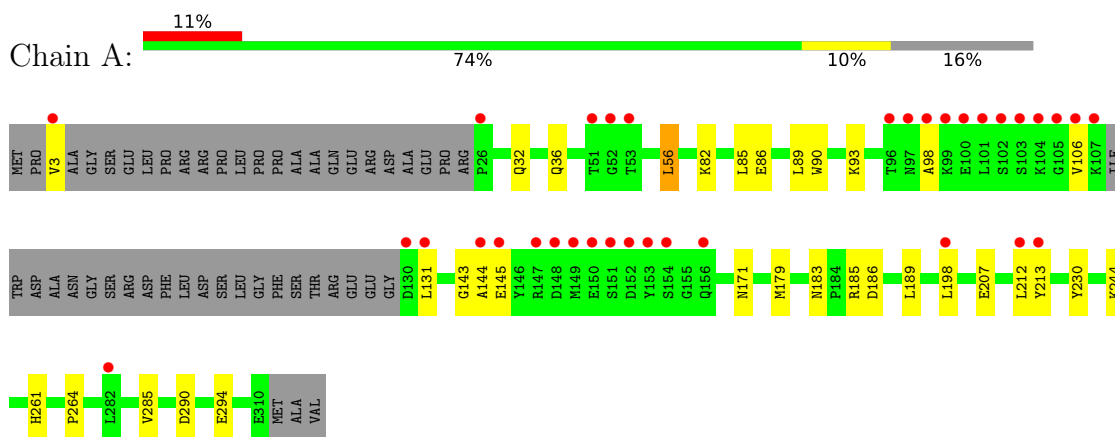 11%
Chain A:
74% 10% 16%
MET PRO V3 ALA GLY SER GLU LEU PRO ARG ARG PRO LEU PRO PRO ALA ALA GLN GLU ARG ASP ALA GLU PRO ARG P26 Q32 Q36 T51 G52 T53 L56 K82 L85 E86 L89 W90 K93 T96 N97 A98 K99 E100 L101 S102 S103 K104 G105 V106 K107 ILE
TRP ASP ALA ASN GLY SER ARG ASP PHE LEU ASP SER LEU GLY PHE SER THR ARG GLU GLU GLY D130 L131 G143 A144 E145 Y146 R147 D148 M149 E150 S151 D152 Y153 S154 G155 Q156 N171 M179 N183 P184 R185 D186 L189 L198 E207 L212 Y213 Y230 K244
H261 P264 L282 V285 D290 E294 E310 MET ALA VAL